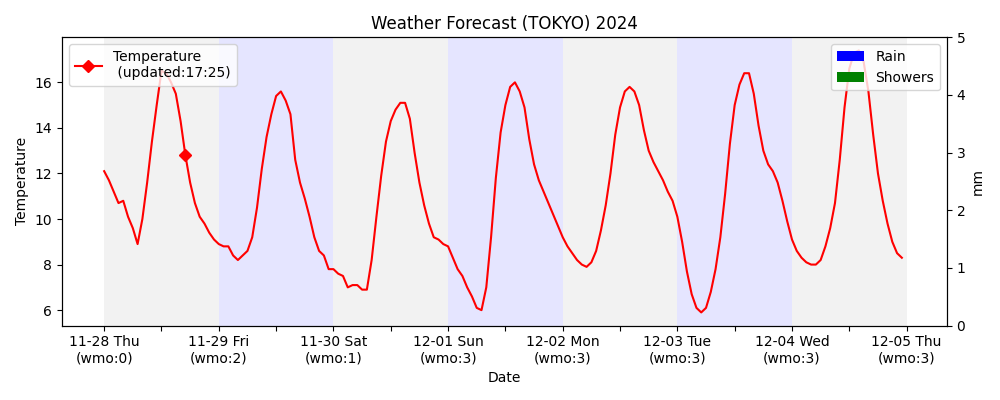 Weather Forecast (TOKYO) 2024
Temperature
(updated:17:25)
Rain
Showers
Temperature
16
14
12
10
8
6
5
4
3
2
1
0
mm
11-28 Thu
(wmo:0)
11-29 Fri
(wmo:2)
11-30 Sat
(wmo:1)
12-01 Sun
(wmo:3)
12-02 Mon
(wmo:3)
12-03 Tue
(wmo:3)
12-04 Wed
(wmo:3)
12-05 Thu
(wmo:3)
Date